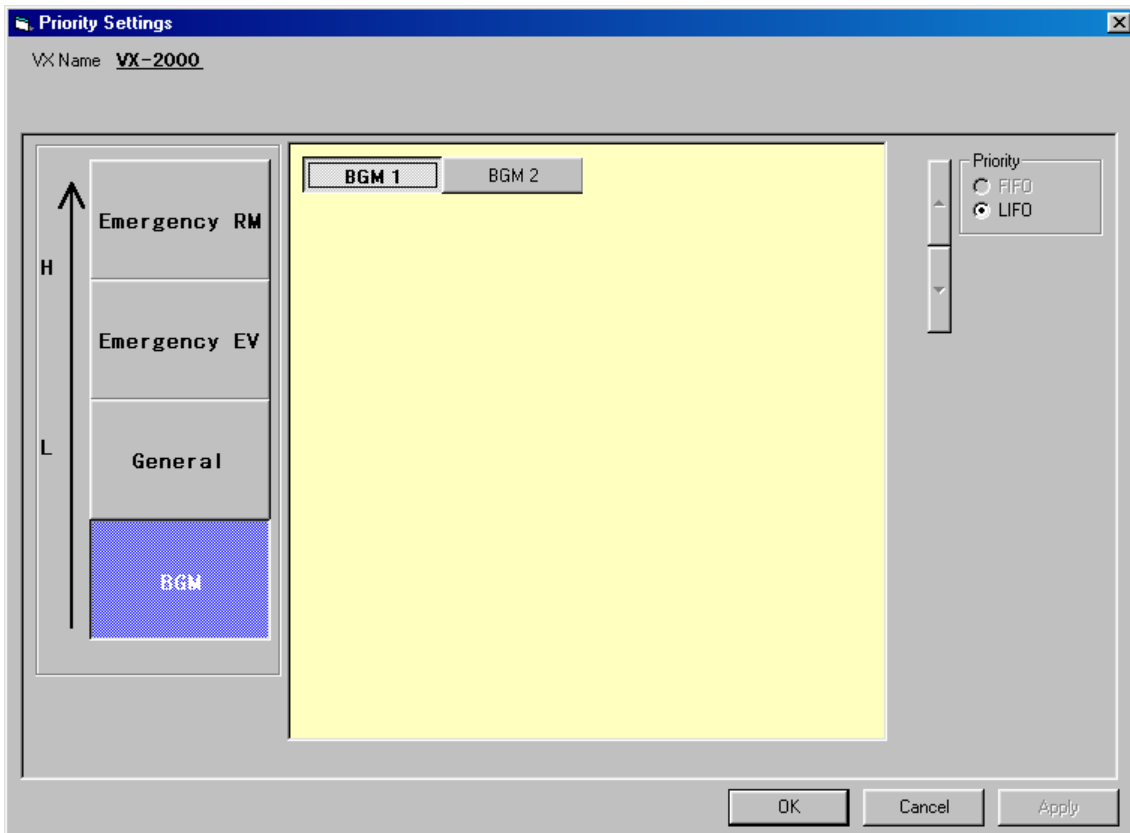 Priority Settings
VX Name VX-2000
H
L
Emergency RM
Emergency EV
General
BGM
BGM 1
BGM 2
Priority
FIFO
LIFO
OK
Cancel
Apply